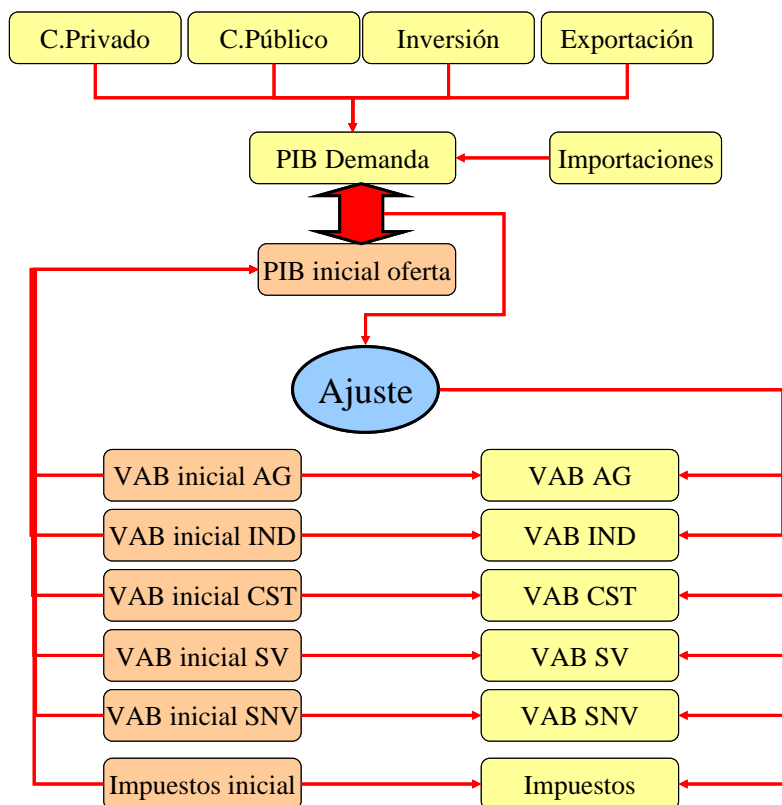 C.Privado
C.Público
Inversión
Exportación
PIB Demanda
Importaciones
PIB inicial oferta
Ajuste
VAB inicial AG
VAB AG
VAB inicial IND
VAB IND
VAB inicial CST
VAB CST
VAB inicial SV
VAB SV
VAB inicial SNV
VAB SNV
Impuestos inicial
Impuestos